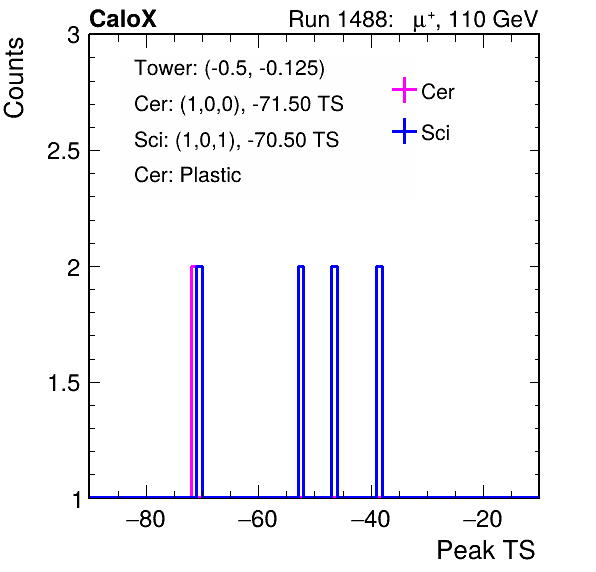 CaloX Run 1488: μ⁺, 110 GeV
Counts
3
2.5
2
1.5
1
Tower: (-0.5, -0.125)
Cer: (1,0,0), -71.50 TS
Sci: (1,0,1), -70.50 TS
Cer: Plastic
Cer
Sci
−80 −60 −40 −20
Peak TS